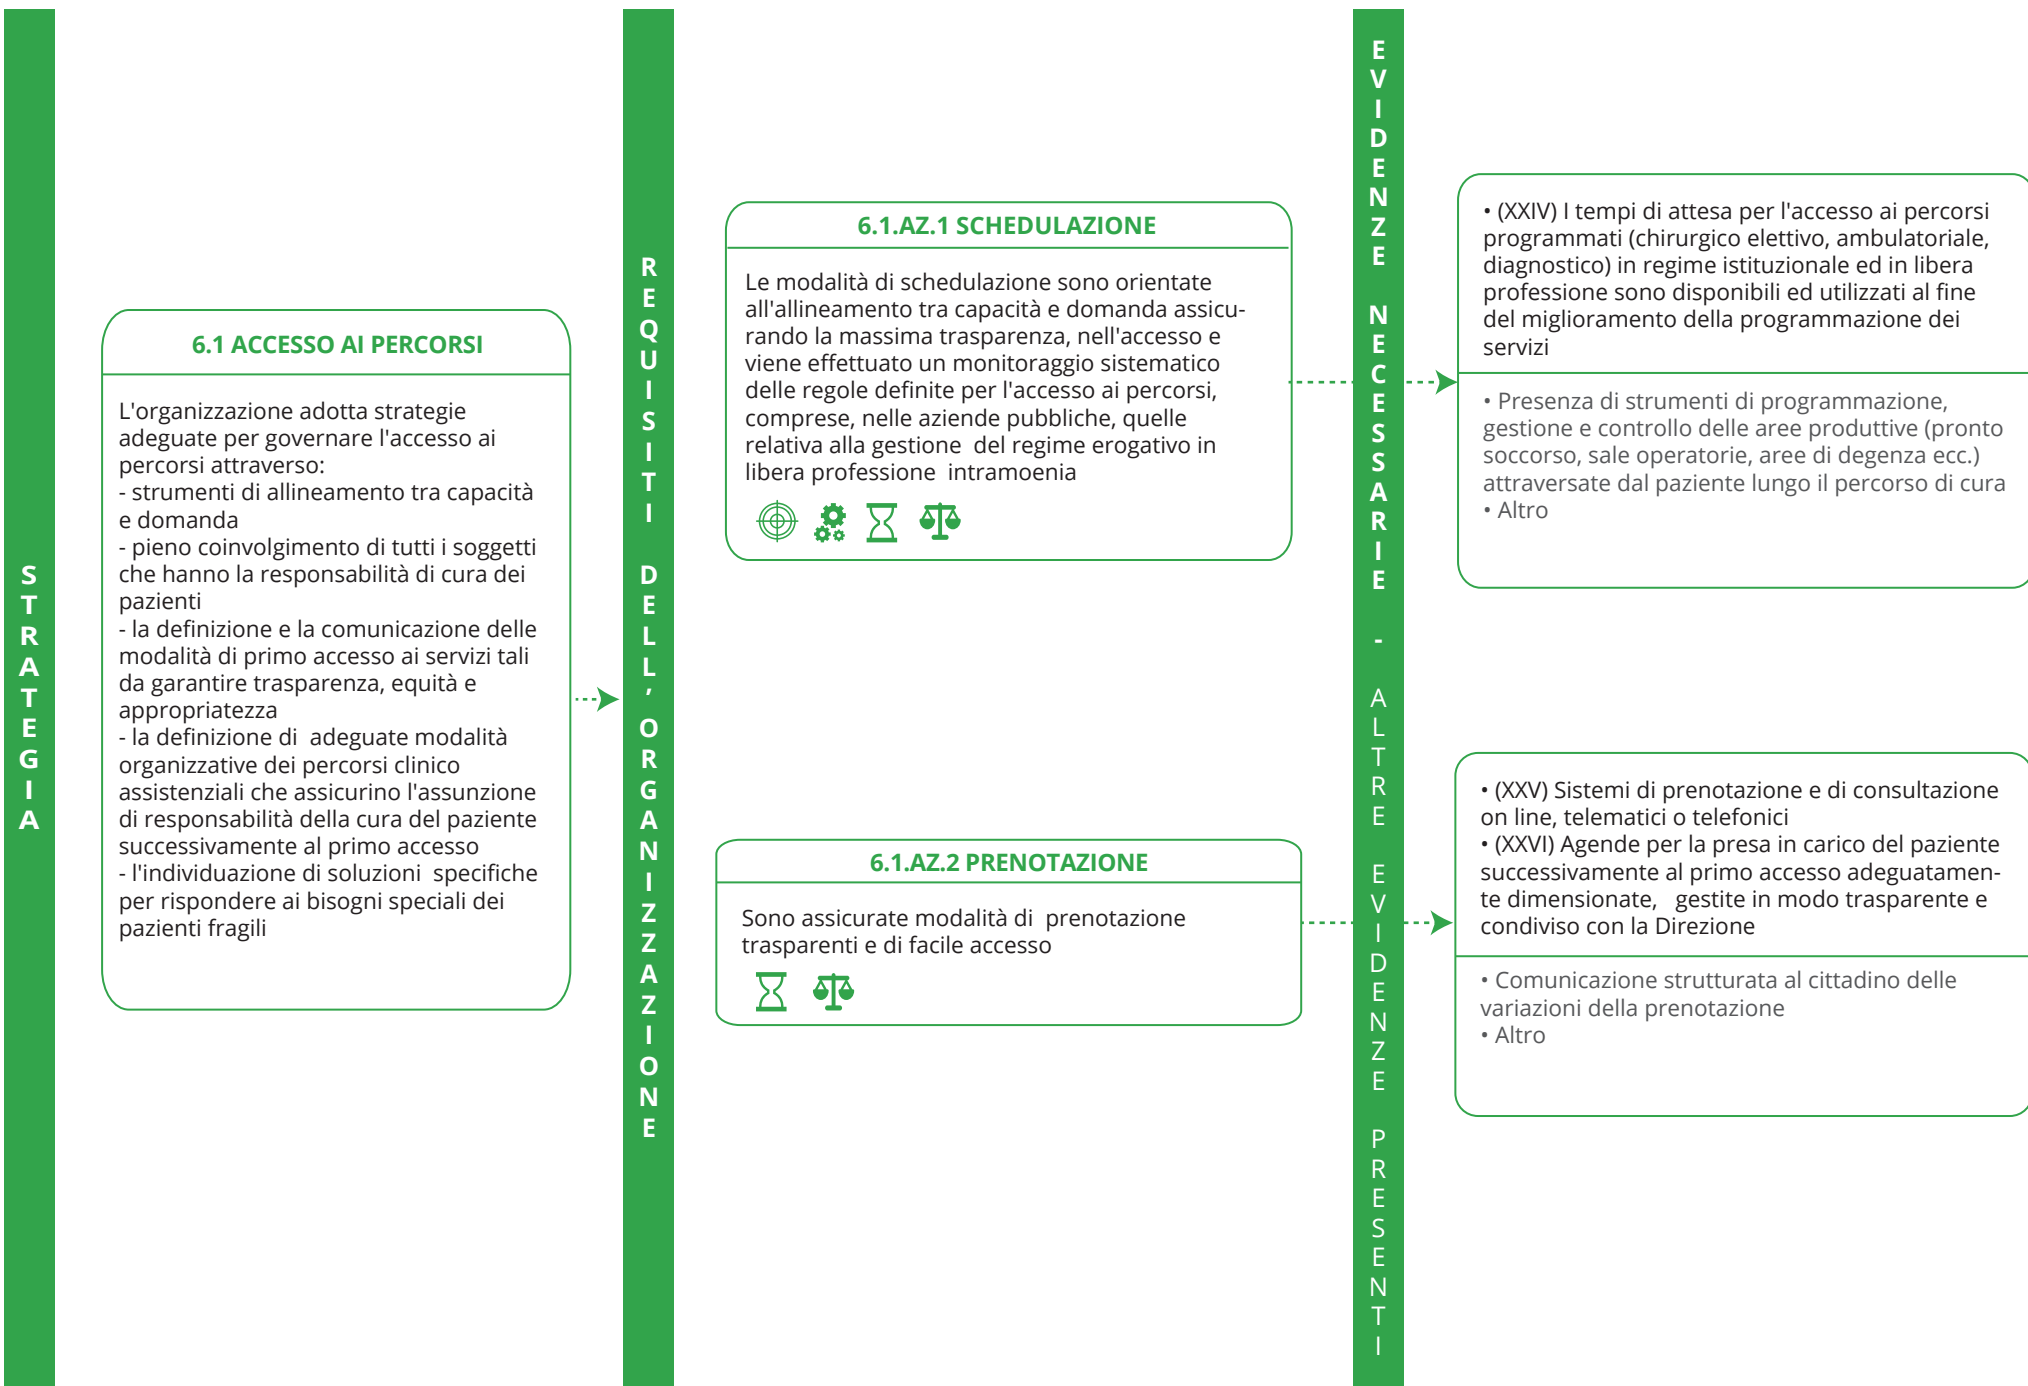 STRATEGIA
6.1 ACCESSO AI PERCORSI
L'organizzazione adotta strategie
adeguate per governare l'accesso ai
percorsi attraverso:
- strumenti di allineamento tra capacità
e domanda
- pieno coinvolgimento di tutti i soggetti
che hanno la responsabilità di cura dei
pazienti
- la definizione e la comunicazione delle
modalità di primo accesso ai servizi tali
da garantire trasparenza, equità e
appropriatezza
- la definizione di  adeguate modalità
organizzative dei percorsi clinico
assistenziali che assicurino l'assunzione
di responsabilità della cura del paziente
successivamente al primo accesso
- l'individuazione di soluzioni  specifiche
per rispondere ai bisogni speciali dei
pazienti fragili
REQUISITI DELL’ORGANIZZAZIONE
6.1.AZ.1 SCHEDULAZIONE
Le modalità di schedulazione sono orientate
all'allineamento tra capacità e domanda assicu-
rando la massima trasparenza, nell'accesso e
viene effettuato un monitoraggio sistematico
delle regole definite per l'accesso ai percorsi,
comprese, nelle aziende pubbliche, quelle
relativa alla gestione  del regime erogativo in
libera professione  intramoenia
6.1.AZ.2 PRENOTAZIONE
Sono assicurate modalità di  prenotazione
trasparenti e di facile accesso
EVIDENZE NECESSARIE - ALTRE EVIDENZE PRESENTI
• (XXIV) I tempi di attesa per l'accesso ai percorsi
programmati (chirurgico elettivo, ambulatoriale,
diagnostico) in regime istituzionale ed in libera
professione sono disponibili ed utilizzati al fine
del miglioramento della programmazione dei
servizi
• Presenza di strumenti di programmazione,
gestione e controllo delle aree produttive (pronto
soccorso, sale operatorie, aree di degenza ecc.)
attraversate dal paziente lungo il percorso di cura
• Altro
• (XXV) Sistemi di prenotazione e di consultazione
on line, telematici o telefonici
• (XXVI) Agende per la presa in carico del paziente
successivamente al primo accesso adeguatamen-
te dimensionate,   gestite in modo trasparente e
condiviso con la Direzione
• Comunicazione strutturata al cittadino delle
variazioni della prenotazione
• Altro